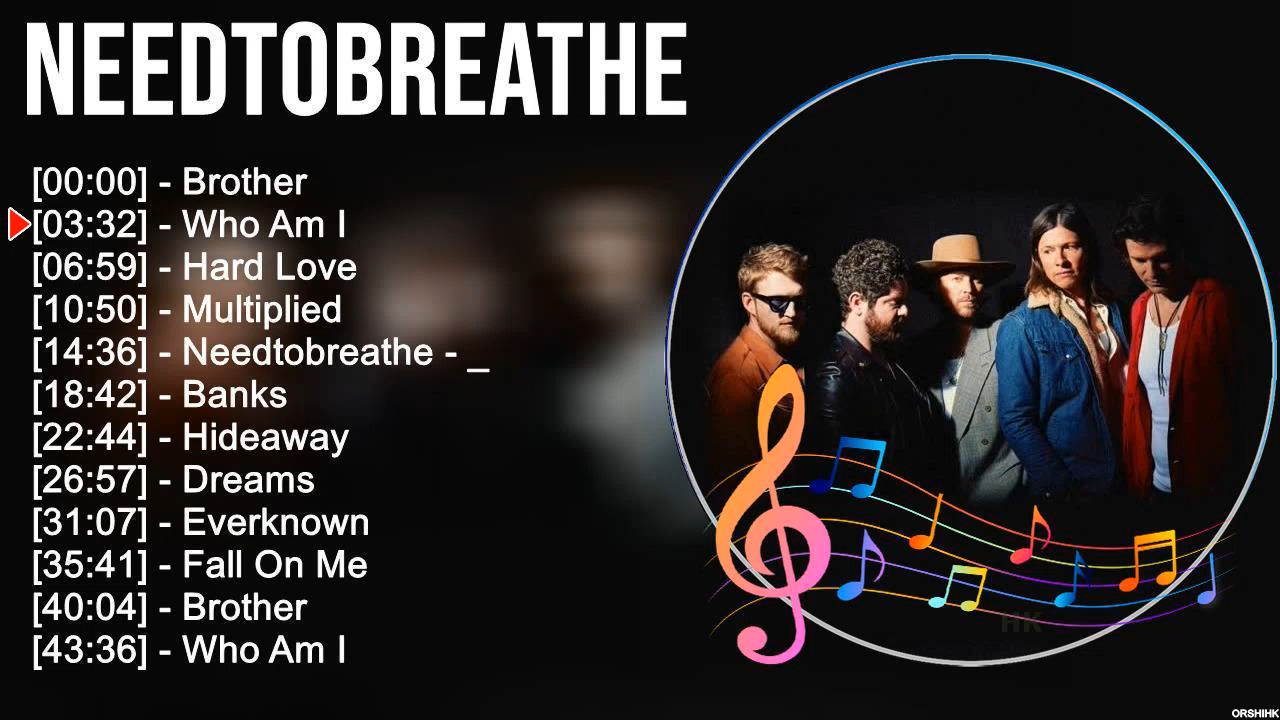 NEEDTOBREATHE
[00:00] - Brother
[03:32] - Who Am I
[06:59] - Hard Love
[10:50] - Multiplied
[14:36] - Needtobreathe - _
[18:42] - Banks
[22:44] - Hideaway
[26:57] - Dreams
[31:07] - Everknown
[35:41] - Fall On Me
[40:04] - Brother
[43:36] - Who Am I
HK
ORSHIHK